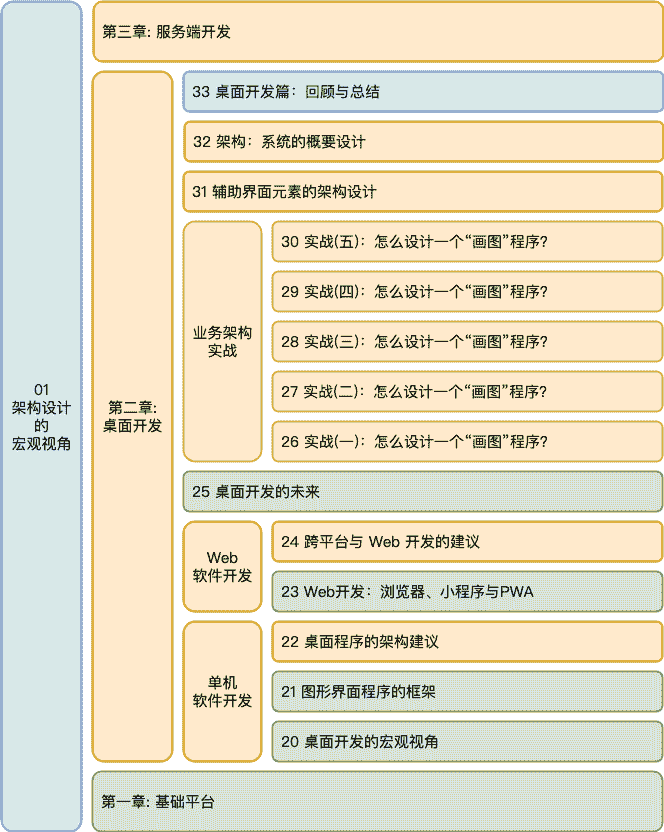 第三章: 服务端开发
33 桌面开发篇：回顾与总结
32 架构：系统的概要设计
31 辅助界面元素的架构设计
30 实战(五)：怎么设计一个“画图”程序?
29 实战(四)：怎么设计一个“画图”程序?
业务架构
实战
28 实战(三)：怎么设计一个“画图”程序?
27 实战(二)：怎么设计一个“画图”程序?
26 实战(一)：怎么设计一个“画图”程序?
01
架构设计
的
宏观视角
第二章:
桌面开发
25 桌面开发的未来
Web
软件开发
24 跨平台与 Web 开发的建议
23 Web开发：浏览器、小程序与PWA
单机
软件开发
22 桌面程序的架构建议
21 图形界面程序的框架
20 桌面开发的宏观视角
第一章: 基础平台